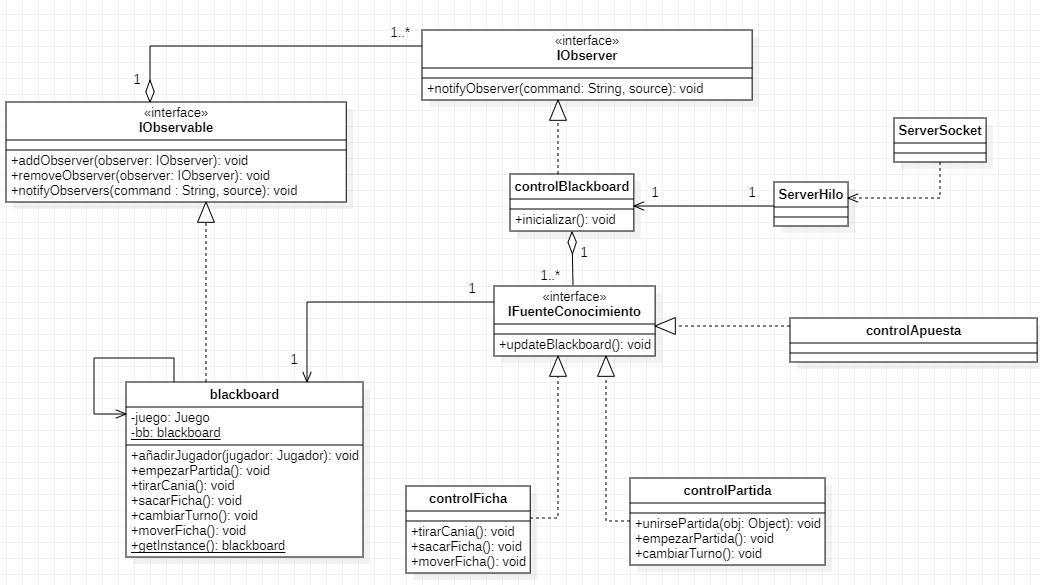 1..*
«interface»
IObserver
+notifyObserver(command: String, source): void
1
«interface»
IObservable
+addObserver(observer: IObserver): void
+removeObserver(observer: IObserver): void
+notifyObservers(command : String, source): void
ServerSocket
controlBlackboard
+inicializar(): void
1
1
ServerHilo
1
1..*
«interface»
IFuenteConocimiento
+updateBlackboard(): void
1
1
controlApuesta
blackboard
-juego: Juego
-bb: blackboard
+añadirJugador(jugador: Jugador): void
+empezarPartida(): void
+tirarCania(): void
+sacarFicha(): void
+cambiarTurno(): void
+moverFicha(): void
+getInstance(): blackboard
controlFicha
+tirarCania(): void
+sacarFicha(): void
+moverFicha(): void
controlPartida
+unirsePartida(obj: Object): void
+empezarPartida(): void
+cambiarTurno(): void